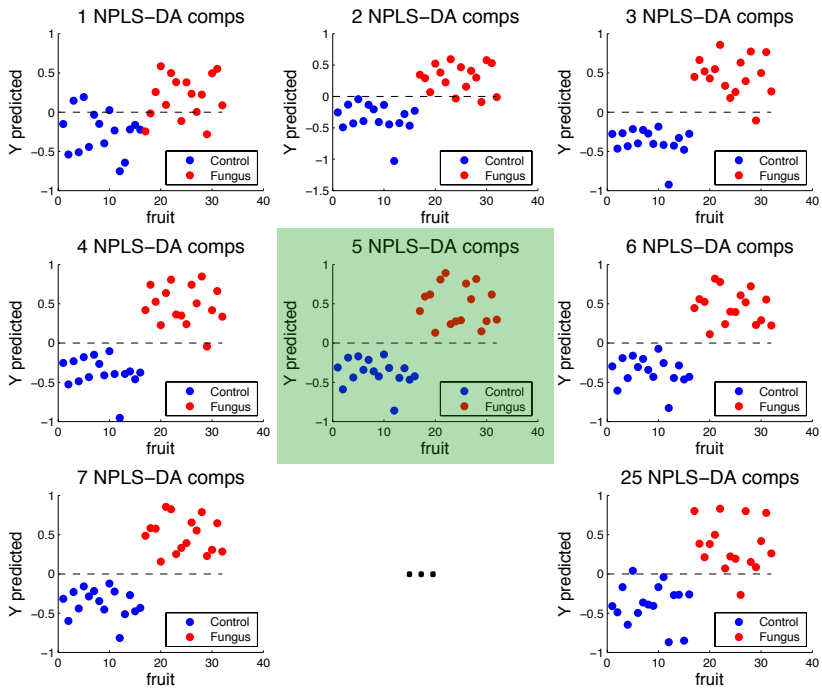 1 NPLS−DA comps
1
0.5
0
−0.5
−1
0 10 20 30 40
Y predicted
fruit
Control
Fungus
2 NPLS−DA comps
1
0.5
0
−0.5
−1
−1.5
0 10 20 30 40
Y predicted
fruit
Control
Fungus
3 NPLS−DA comps
1
0.5
0
−0.5
−1
0 10 20 30 40
Y predicted
fruit
Control
Fungus
4 NPLS−DA comps
1
0.5
0
−0.5
−1
0 10 20 30 40
Y predicted
fruit
Control
Fungus
5 NPLS−DA comps
1
0.5
0
−0.5
−1
0 10 20 30 40
Y predicted
fruit
Control
Fungus
6 NPLS−DA comps
1
0.5
0
−0.5
−1
0 10 20 30 40
Y predicted
fruit
Control
Fungus
7 NPLS−DA comps
1
0.5
0
−0.5
−1
0 10 20 30 40
Y predicted
fruit
Control
Fungus
...
25 NPLS−DA comps
1
0.5
0
−0.5
−1
0 10 20 30 40
Y predicted
fruit
Control
Fungus